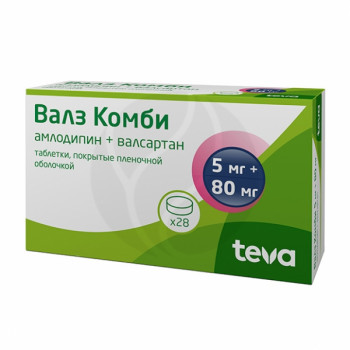 Валз Комби
амлодипин + валсартан
таблетки, покрытые пленочной
оболочкой
5 мг +
80 мг
x28
teva